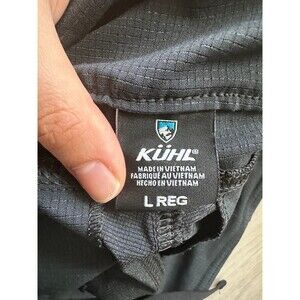 KÜHL®
MADE IN VIETNAM
FABRIQUÉ AU VIETNAM
HECHO EN VIETNAM
L REG